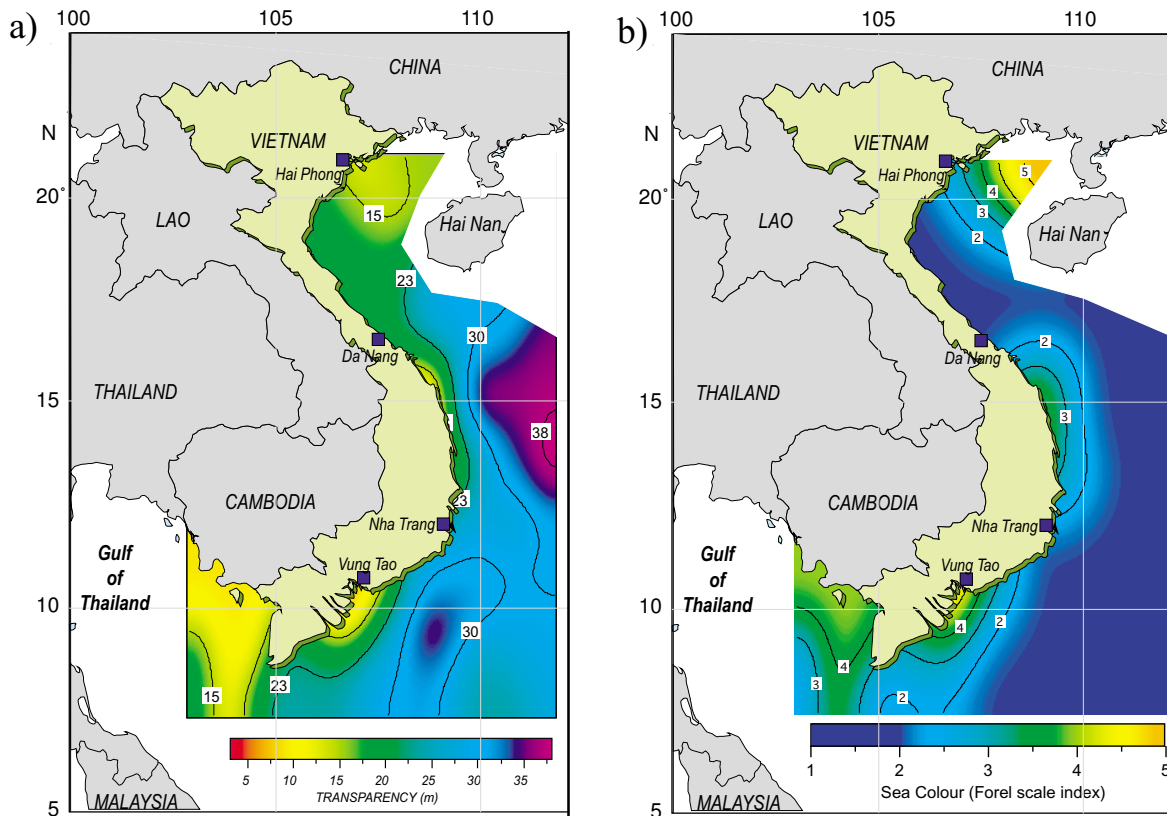 a)
100
105
110
CHINA
N
VIETNAM
Hai Phong
20°
15
LAO
Hai Nan
23
30
Da Nang
THAILAND
15
38
CAMBODIA
23
Nha Trang
Gulf
of
Thailand
Vung Tao
10
30
15
23
5 10 15 20 25 30 35
TRANSPARENCY (m)
MALAYSIA
5
b)
100
105
110
CHINA
N
VIETNAM
Hai Phong
5
4
20°
3
LAO
2
Hai Nan
Da Nang
2
THAILAND
15
3
CAMBODIA
Nha Trang
Gulf
of
Thailand
Vung Tao
10
4
2
4
3
2
1 2 3 4 5
Sea Colour (Forel scale index)
MALAYSIA
5